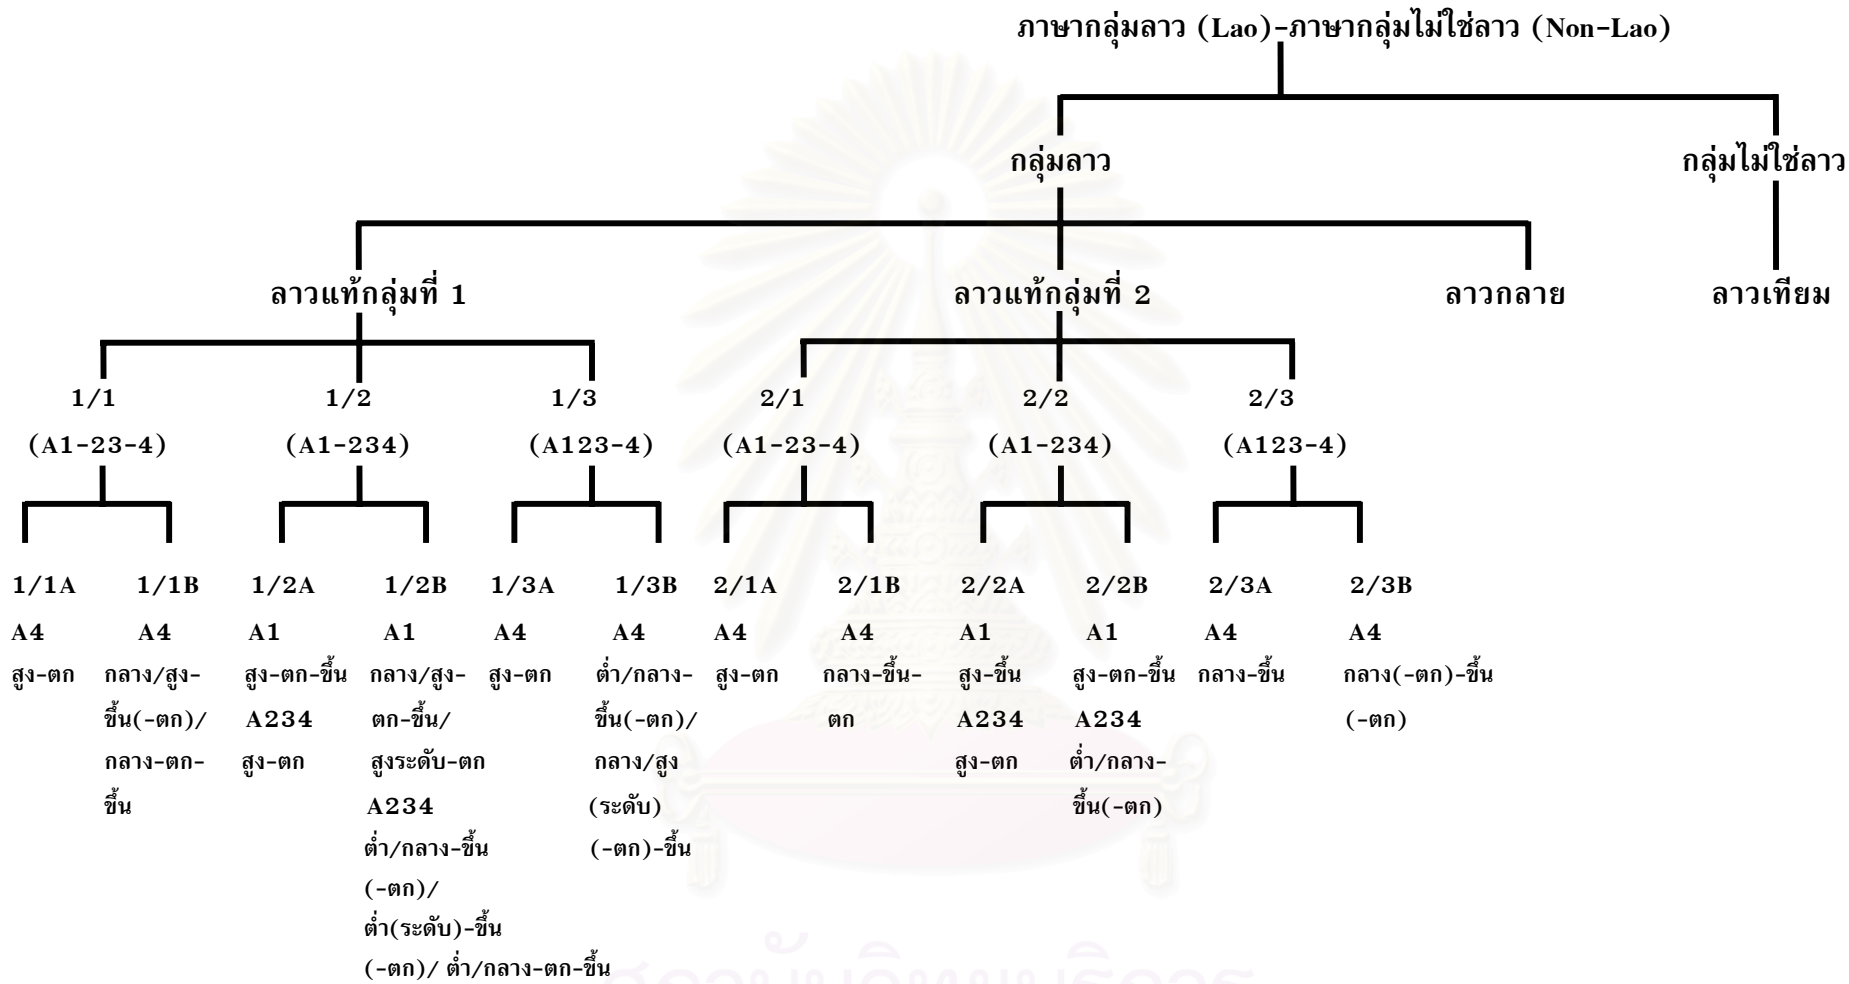 ภาษากลุ่มลาว (Lao)-ภาษากลุ่มไม่ใช่ลาว (Non-Lao)
กลุ่มลาว กลุ่มไม่ใช่ลาว
ลาวแท้กลุ่มที่ 1 ลาวแท้กลุ่มที่ 2 ลาวกลาย ลาวเทียม
1/1 1/2 1/3 2/1 2/2 2/3
(A1-23-4) (A1-234) (A123-4) (A1-23-4) (A1-234) (A123-4)
1/1A 1/1B 1/2A 1/2B 1/3A 1/3B 2/1A 2/1B 2/2A 2/2B 2/3A 2/3B
A4 A4 A1 A1 A4 A4 A4 A4 A1 A1 A4 A4
สูง-ตก กลาง/สูง- สูง-ตก-ขึ้น กลาง/สูง- สูง-ตก ต่ำ/กลาง- สูง-ตก กลาง-ขึ้น- สูง-ขึ้น สูง-ตก-ขึ้น กลาง-ขึ้น กลาง(-ตก)-ขึ้น
ขึ้น(-ตก)/ A234 ตก-ขึ้น/ ขึ้น(-ตก)/ ตก A234 A234 (-ตก)
กลาง-ตก- สูง-ตก สูงระดับ-ตก กลาง/สูง สูง-ตก ต่ำ/กลาง-
ขึ้น A234 (ระดับ) ขึ้น(-ตก)
ต่ำ/กลาง-ขึ้น (-ตก)-ขึ้น
(-ตก)/
ต่ำ(ระดับ)-ขึ้น
(-ตก)/ ต่ำ/กลาง-ตก-ขึ้น
สถาบันวิทยบริการ